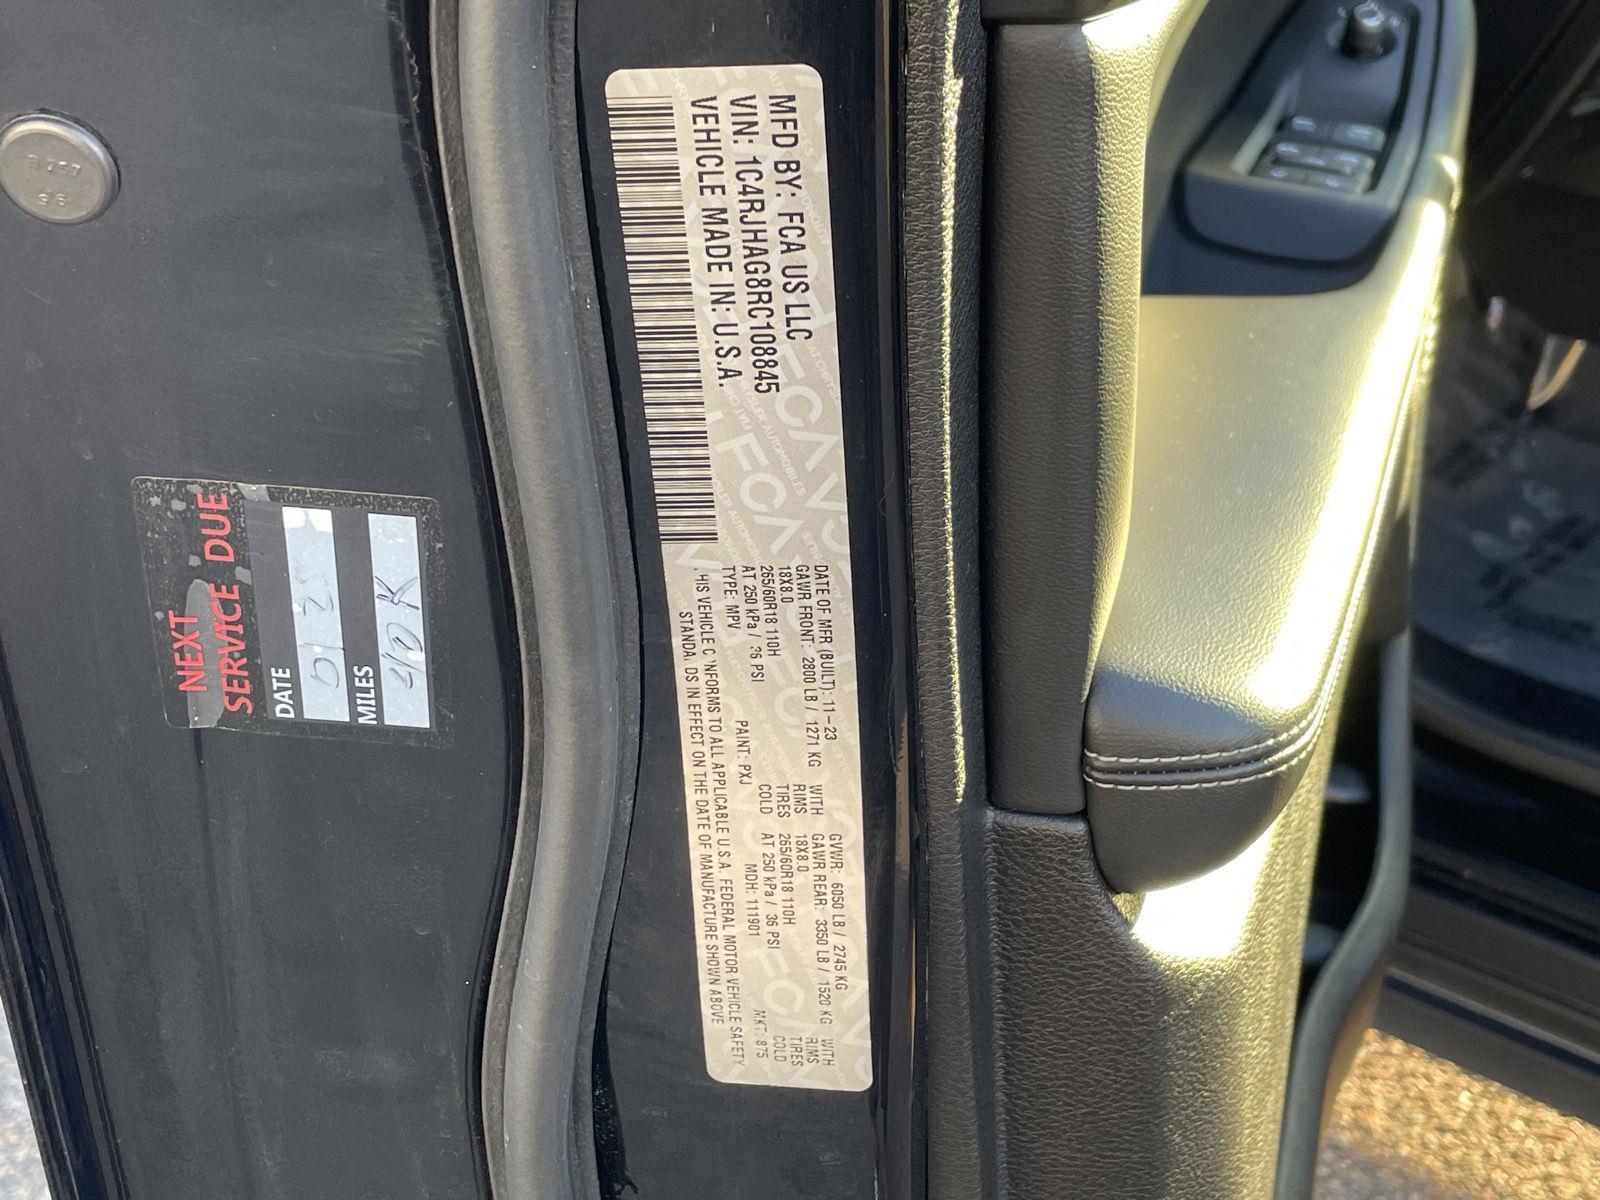 MFD BY: FCA US LLC
VIN: 1C4RJHAG8RC108845
VEHICLE MADE IN: U.S.A.
DATE OF MFR (BUILT): 11-23
GVWR: 6050 LB / 2745 KG
GAWR FRONT: 2800 LB / 1271 KG WITH
GAWR REAR: 3350 LB / 1520 KG WITH
18X8.0 RIMS
18X8.0 RIMS
265/60R18 110H TIRES
265/60R18 110H TIRES
AT 250 kPa / 36 PSI COLD
AT 250 kPa / 36 PSI COLD
TYPE: MPV PAINT: PXJ MDH: 111901 MKT: 875
HIS VEHICLE C NFORMS TO ALL APPLICABLE U.S.A. FEDERAL MOTOR VEHICLE SAFETY
STANDA DS IN EFFECT ON THE DATE OF MANUFACTURE SHOWN ABOVE
NEXT
SERVICE DUE
DATE
MILES
40K